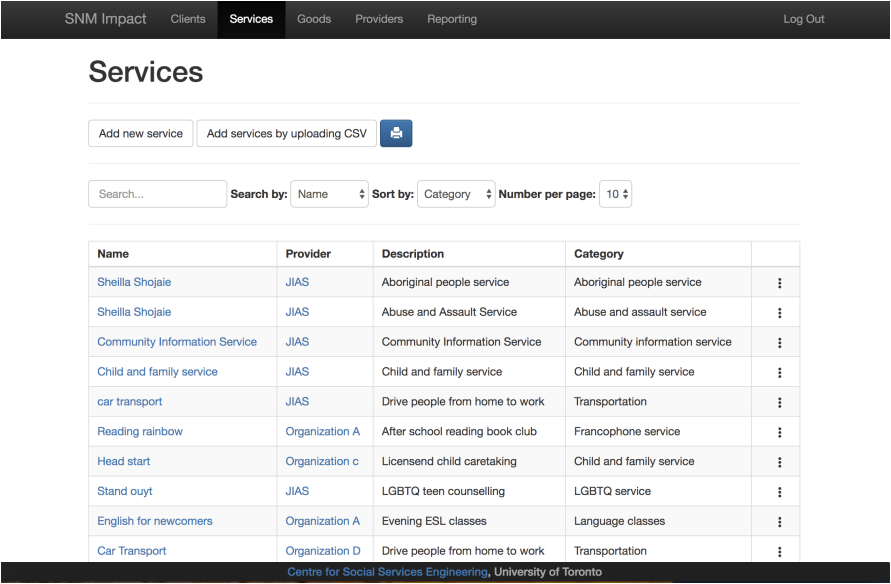 SNM Impact Clients Services Goods Providers Reporting Log Out
Services
Add new service Add services by uploading CSV
Search... Search by: Name Sort by: Category Number per page: 10
Name Provider Description Category
Sheilla Shojaie JIAS Aboriginal people service Aboriginal people service
Sheilla Shojaie JIAS Abuse and Assault Service Abuse and assault service
Community Information Service JIAS Community Information Service Community information service
Child and family service JIAS Child and family service Child and family service
car transport JIAS Drive people from home to work Transportation
Reading rainbow Organization A After school reading book club Francophone service
Head start Organization c Licensend child caretaking Child and family service
Stand ouyt JIAS LGBTQ teen counselling LGBTQ service
English for newcomers Organization A Evening ESL classes Language classes
Car Transport Organization D Drive people from home to work Transportation
Centre for Social Services Engineering, University of Toronto